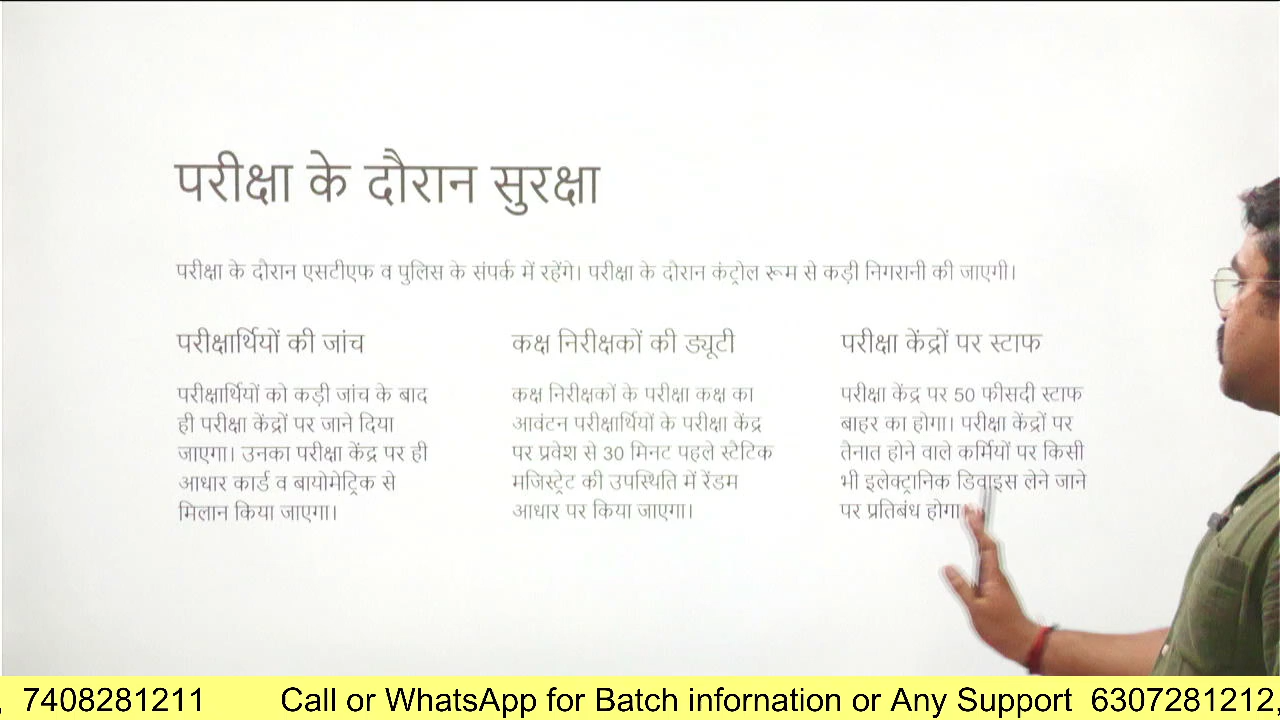 परीक्षा के दौरान सुरक्षा
परीक्षा के दौरान एसटीएफ व पुलिस के संपर्क में रहेंगे। परीक्षा के दौरान कंट्रोल रूम से कड़ी निगरानी की जाएगी।
परीक्षार्थियों की जांच
परीक्षार्थियों को कड़ी जांच के बाद
ही परीक्षा केंद्रों पर जाने दिया
जाएगा। उनका परीक्षा केंद्र पर ही
आधार कार्ड व बायोमेट्रिक से
मिलान किया जाएगा।
कक्ष निरीक्षकों की ड्यूटी
कक्ष निरीक्षकों के परीक्षा कक्ष का
आवंटन परीक्षार्थियों के परीक्षा केंद्र
पर प्रवेश से 30 मिनट पहले स्टैटिक
मजिस्ट्रेट की उपस्थिति में रेंडम
आधार पर किया जाएगा।
परीक्षा केंद्रों पर स्टाफ
परीक्षा केंद्र पर 50 फीसदी स्टाफ
बाहर का होगा। परीक्षा केंद्रों पर
तैनात होने वाले कर्मियों पर किसी
भी इलेक्ट्रानिक डिवाइस लेने जाने
पर प्रतिबंध होगा
, 7408281211 Call or WhatsApp for Batch infornation or Any Support 6307281212,